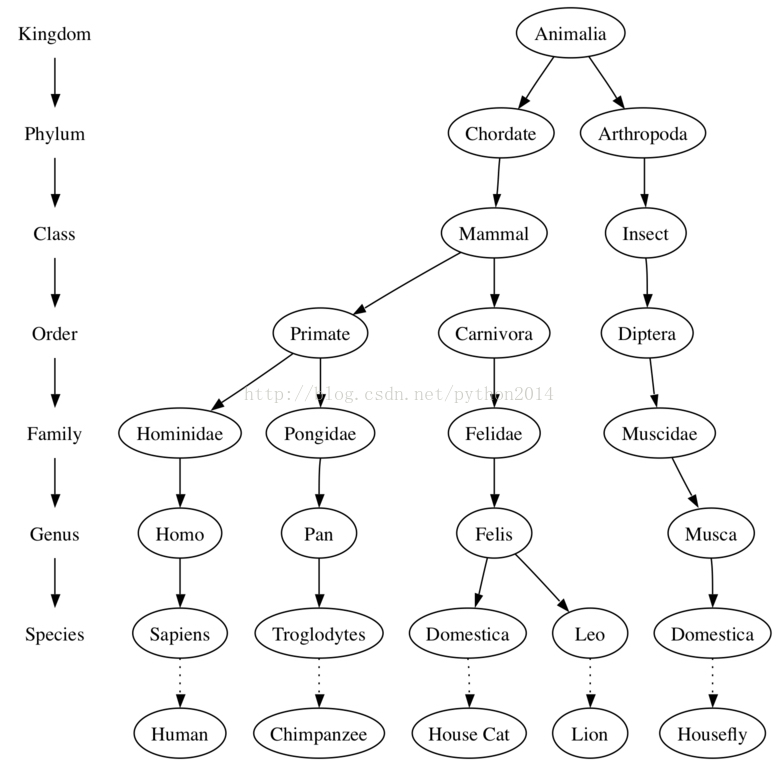 Kingdom Animalia
Phylum Chordate Arthropoda
Class Mammal Insect
Order Primate Carnivora Diptera
http://blog.csdn.net/python2014
Family Hominidae Pongidae Felidae Muscidae
Genus Homo Pan Felis Musca
Species Sapiens Troglodytes Domestica Leo Domestica
Human Chimpanzee House Cat Lion Housefly